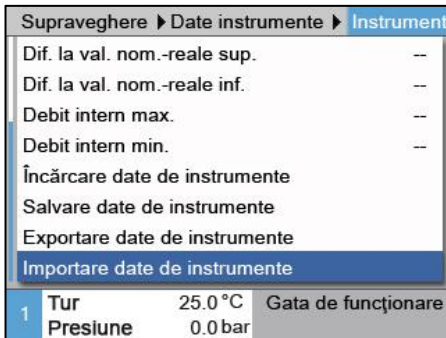 Supraveghere ▶ Date instrumente ▶ Instrument
Dif. la val. nom.-reale sup. --
Dif. la val. nom.-reale inf. --
Debit intern max. --
Debit intern min. --
Încărcare date de instrumente
Salvare date de instrumente
Exportare date de instrumente
Importare date de instrumente
1 Tur 25.0 °C Gata de funcţionare
Presiune 0.0 bar